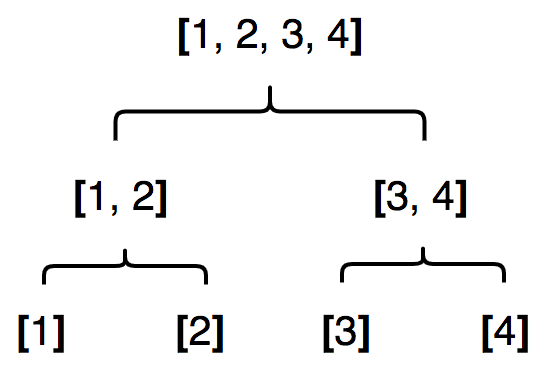 [1, 2, 3, 4]
[1, 2] [3, 4]
[1] [2] [3] [4]